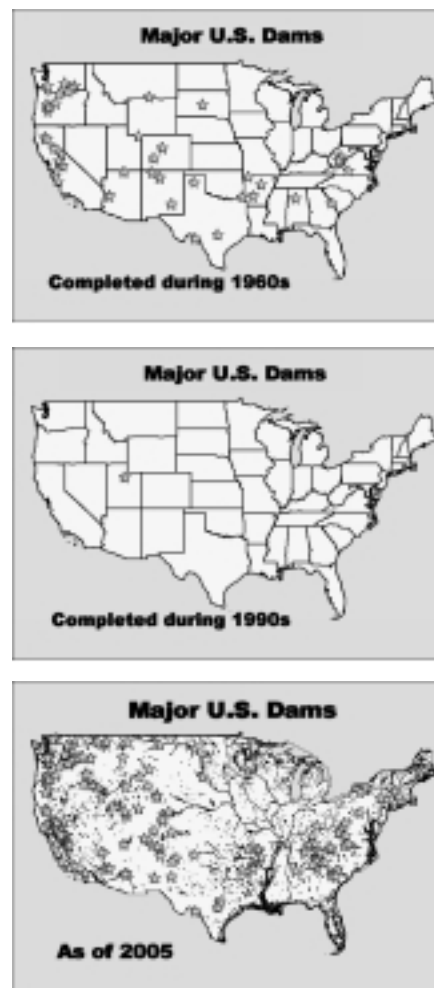 Major U.S. Dams
Completed during 1960s
Major U.S. Dams
Completed during 1990s
Major U.S. Dams
As of 2005